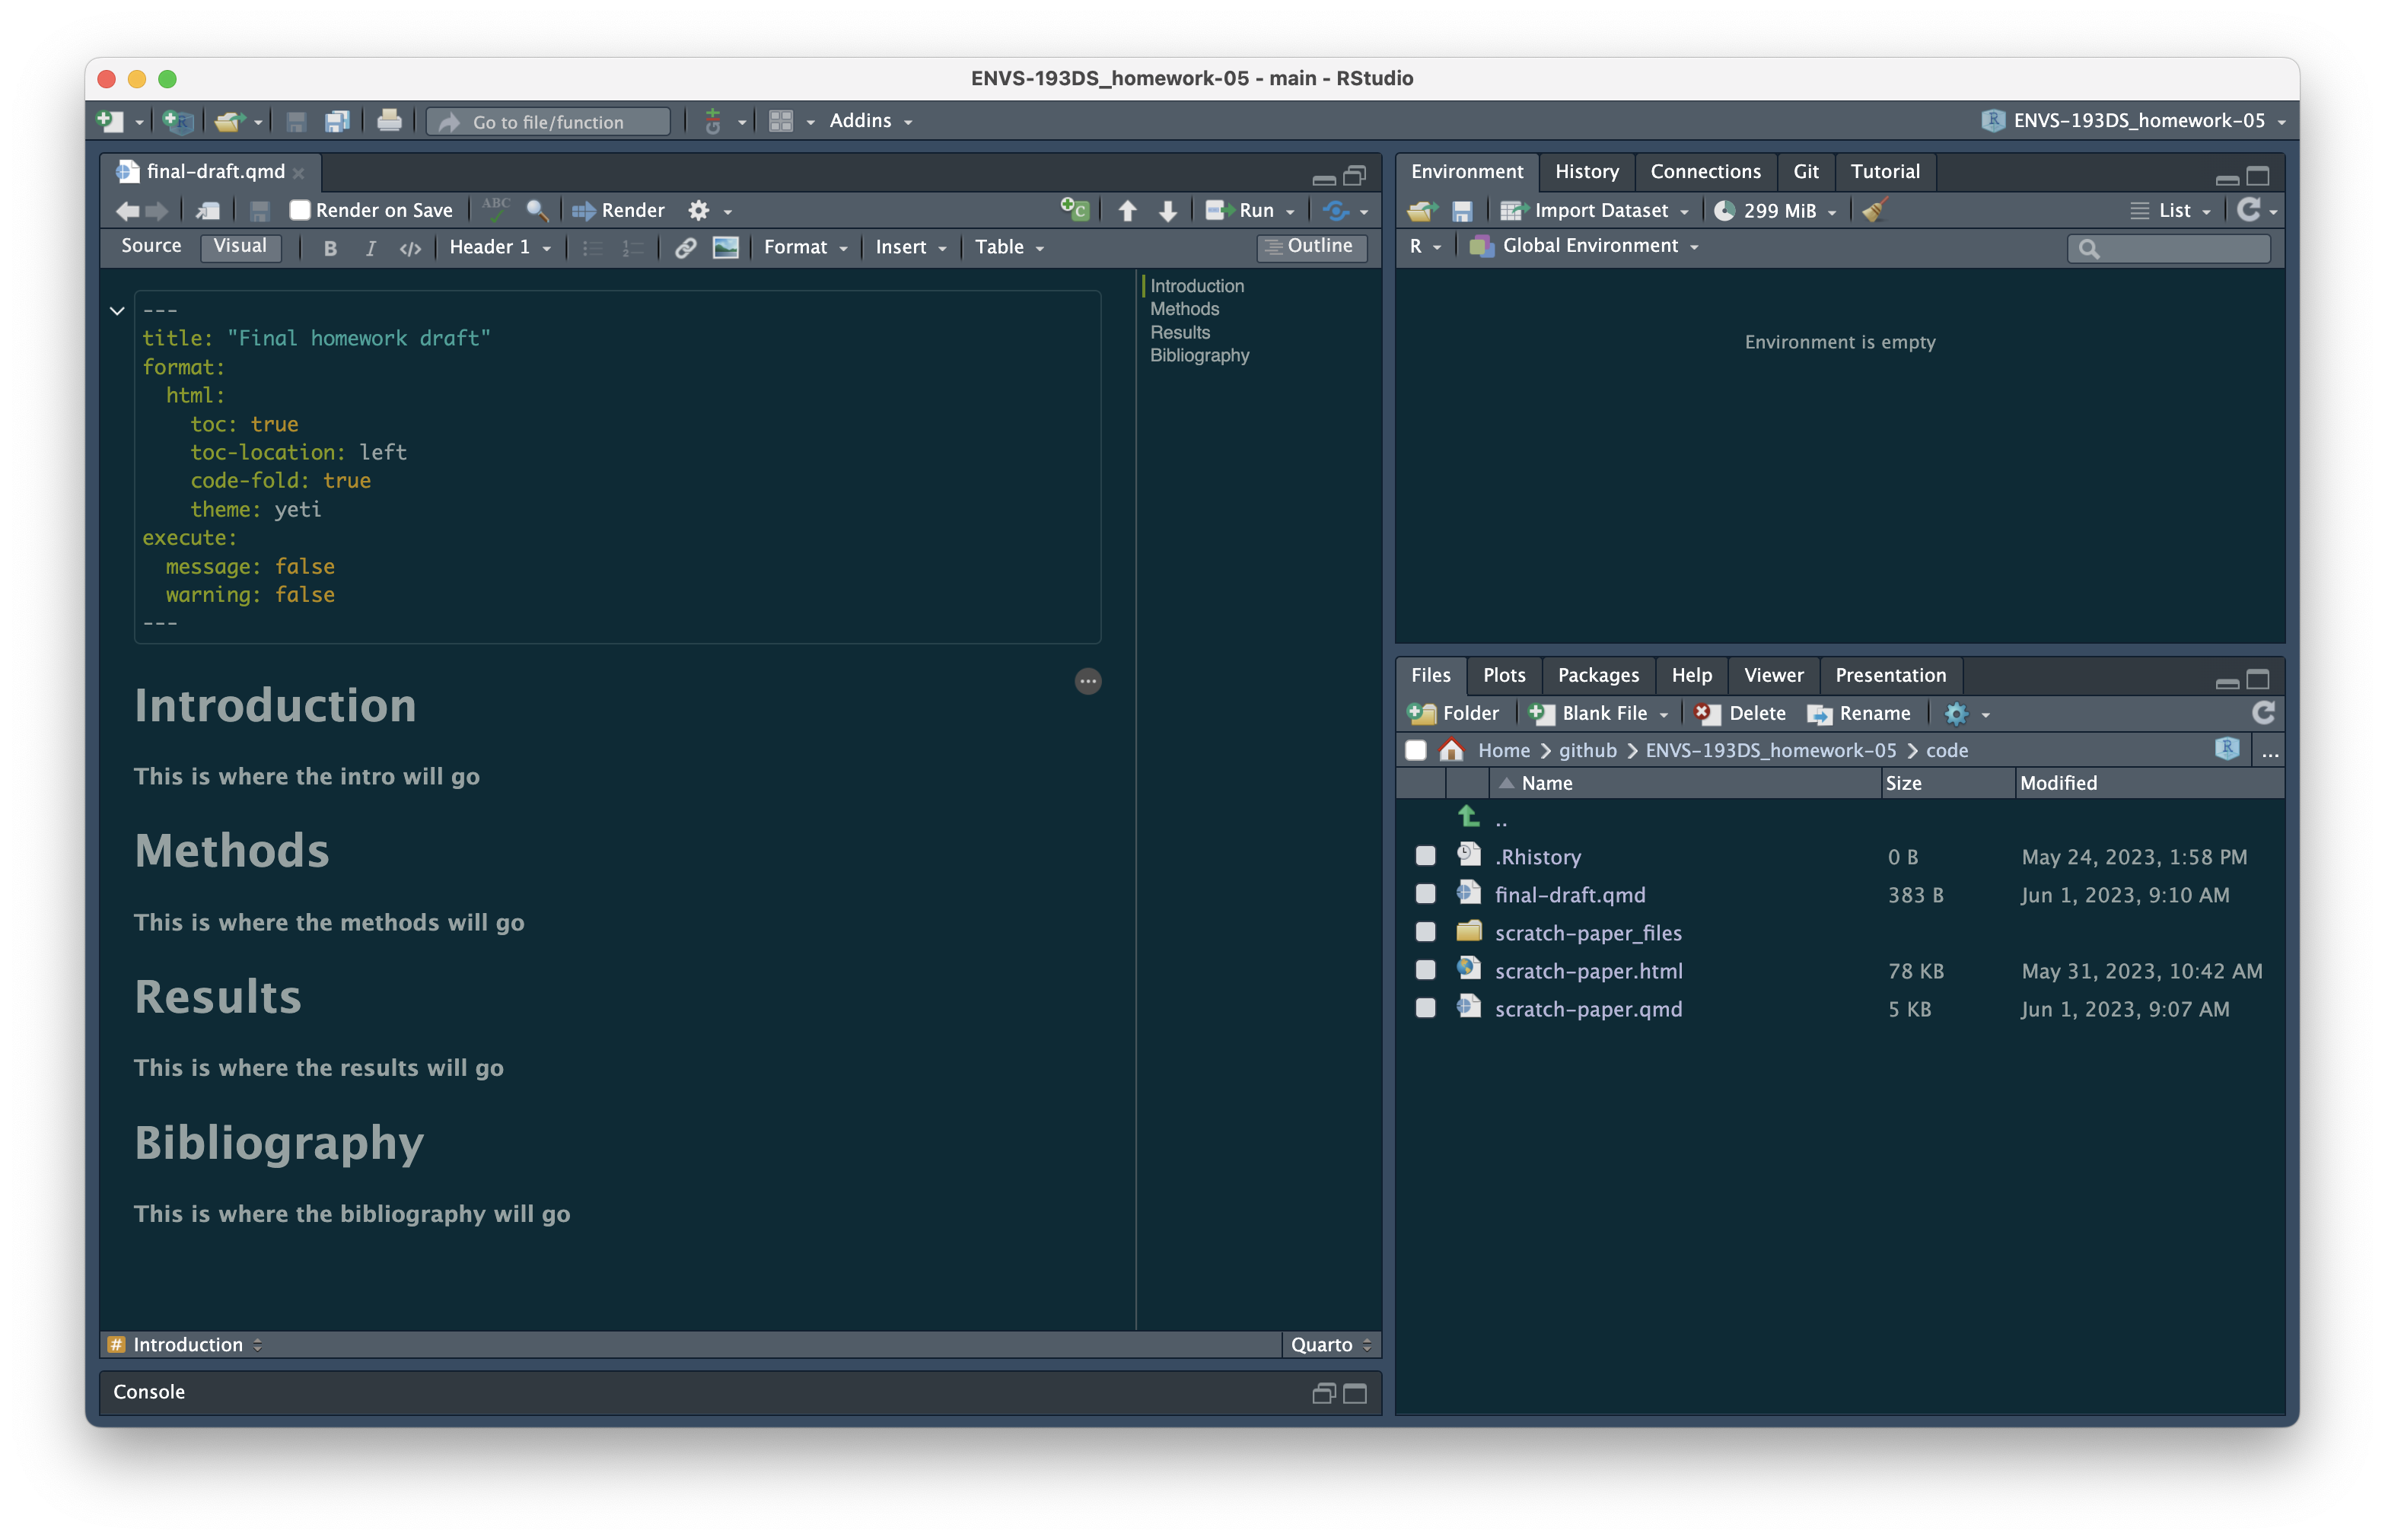 ENVS-193DS_homework-05 - main - RStudio
Go to file/function Addins ENVS-193DS_homework-05
final-draft.qmd
Render on Save ABC Render Run
Source Visual B I </> Header 1 Format Insert Table Outline
---
title: "Final homework draft"
format:
  html:
    toc: true
    toc-location: left
    code-fold: true
    theme: yeti
execute:
  message: false
  warning: false
---
Introduction
This is where the intro will go
Methods
This is where the methods will go
Results
This is where the results will go
Bibliography
This is where the bibliography will go
Introduction
Methods
Results
Bibliography
# Introduction Quarto
Console
Environment History Connections Git Tutorial
Import Dataset 299 MiB List
R Global Environment
Environment is empty
Files Plots Packages Help Viewer Presentation
Folder Blank File Delete Rename
Home > github > ENVS-193DS_homework-05 > code R ...
Name Size Modified
..
.Rhistory 0 B May 24, 2023, 1:58 PM
final-draft.qmd 383 B Jun 1, 2023, 9:10 AM
scratch-paper_files
scratch-paper.html 78 KB May 31, 2023, 10:42 AM
scratch-paper.qmd 5 KB Jun 1, 2023, 9:07 AM